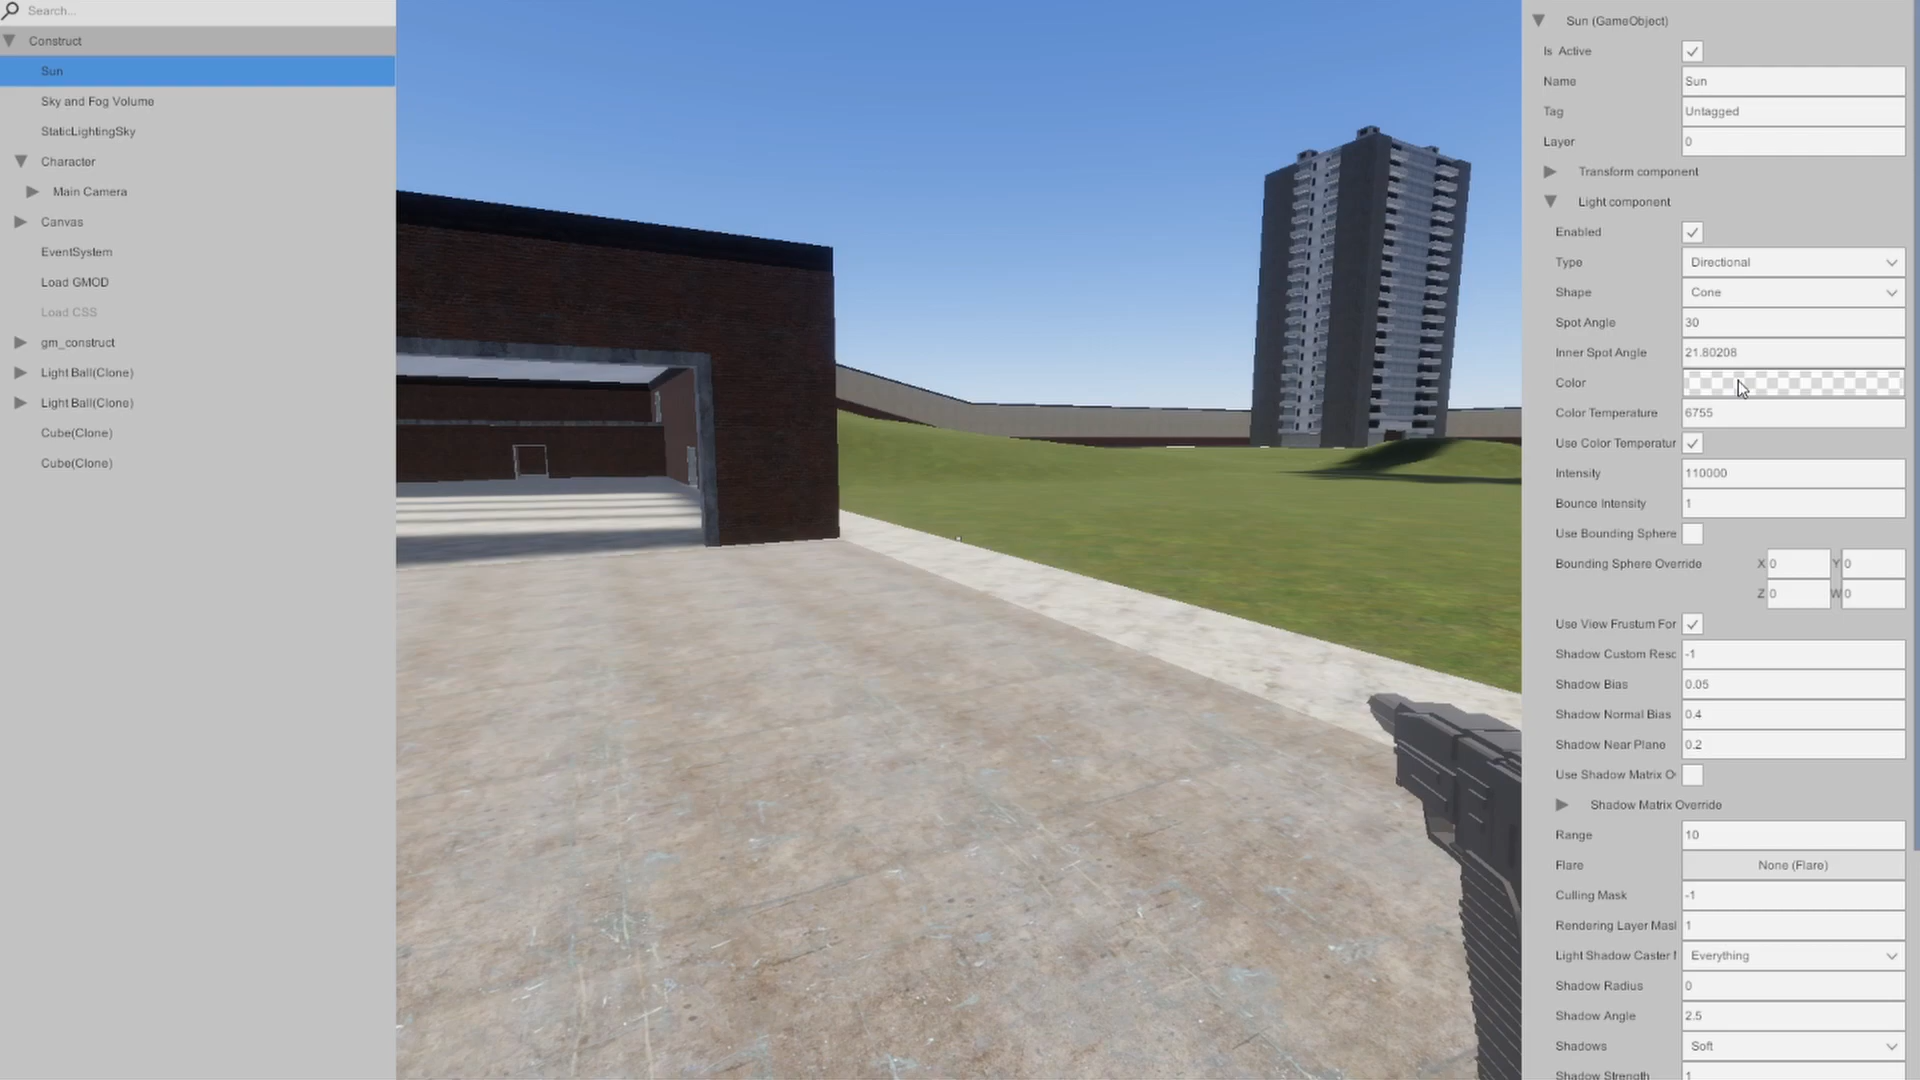 Search...
Construct
Sun
Sky and Fog Volume
StaticLightingSky
Character
Main Camera
Canvas
EventSystem
Load GMOD
Load CSS
gm_construct
Light Ball(Clone)
Light Ball(Clone)
Cube(Clone)
Cube(Clone)
Sun (GameObject)
Is Active
Name Sun
Tag Untagged
Layer 0
Transform component
Light component
Enabled
Type Directional
Shape Cone
Spot Angle 30
Inner Spot Angle 21.80208
Color
Color Temperature 6755
Use Color Temperatur
Intensity 110000
Bounce Intensity 1
Use Bounding Sphere
Bounding Sphere Override X 0 Y 0
Z 0 W 0
Use View Frustum For
Shadow Custom Resc -1
Shadow Bias 0.05
Shadow Normal Bias 0.4
Shadow Near Plane 0.2
Use Shadow Matrix O
Shadow Matrix Override
Range 10
Flare None (Flare)
Culling Mask -1
Rendering Layer Masl 1
Light Shadow Caster Everything
Shadow Radius 0
Shadow Angle 2.5
Shadows Soft
Shadow Strength 1